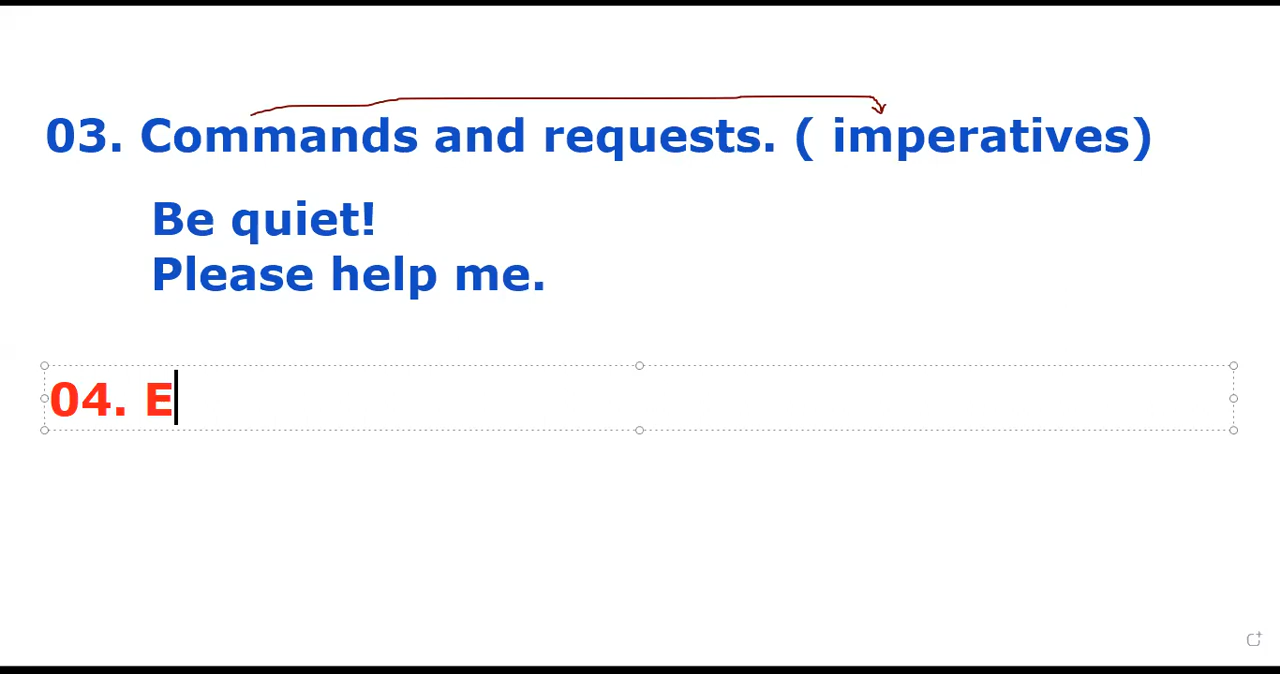 03. Commands and requests. ( imperatives)
Be quiet!
Please help me.
04. E